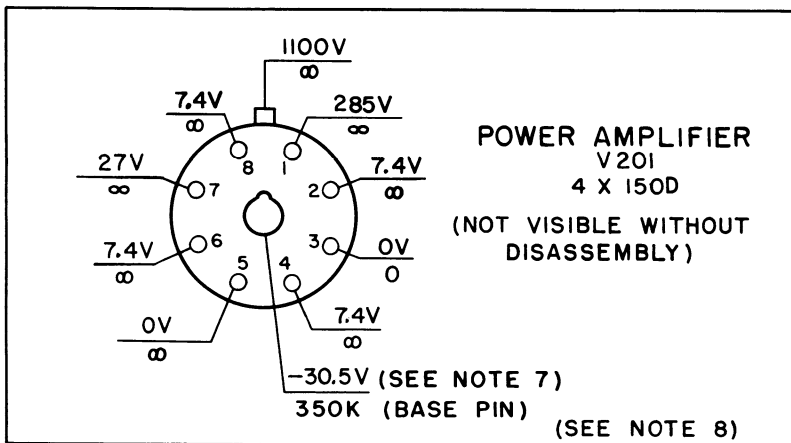 1100V
∞
7.4V
∞
285V
∞
8
1
27V
∞
7
2
7.4V
∞
7.4V
∞
6
3
0V
0
5
4
0V
∞
7.4V
∞
-30.5V (SEE NOTE 7)
350K (BASE PIN)
(SEE NOTE 8)
POWER AMPLIFIER
V201
4 X 150D
(NOT VISIBLE WITHOUT
DISASSEMBLY)